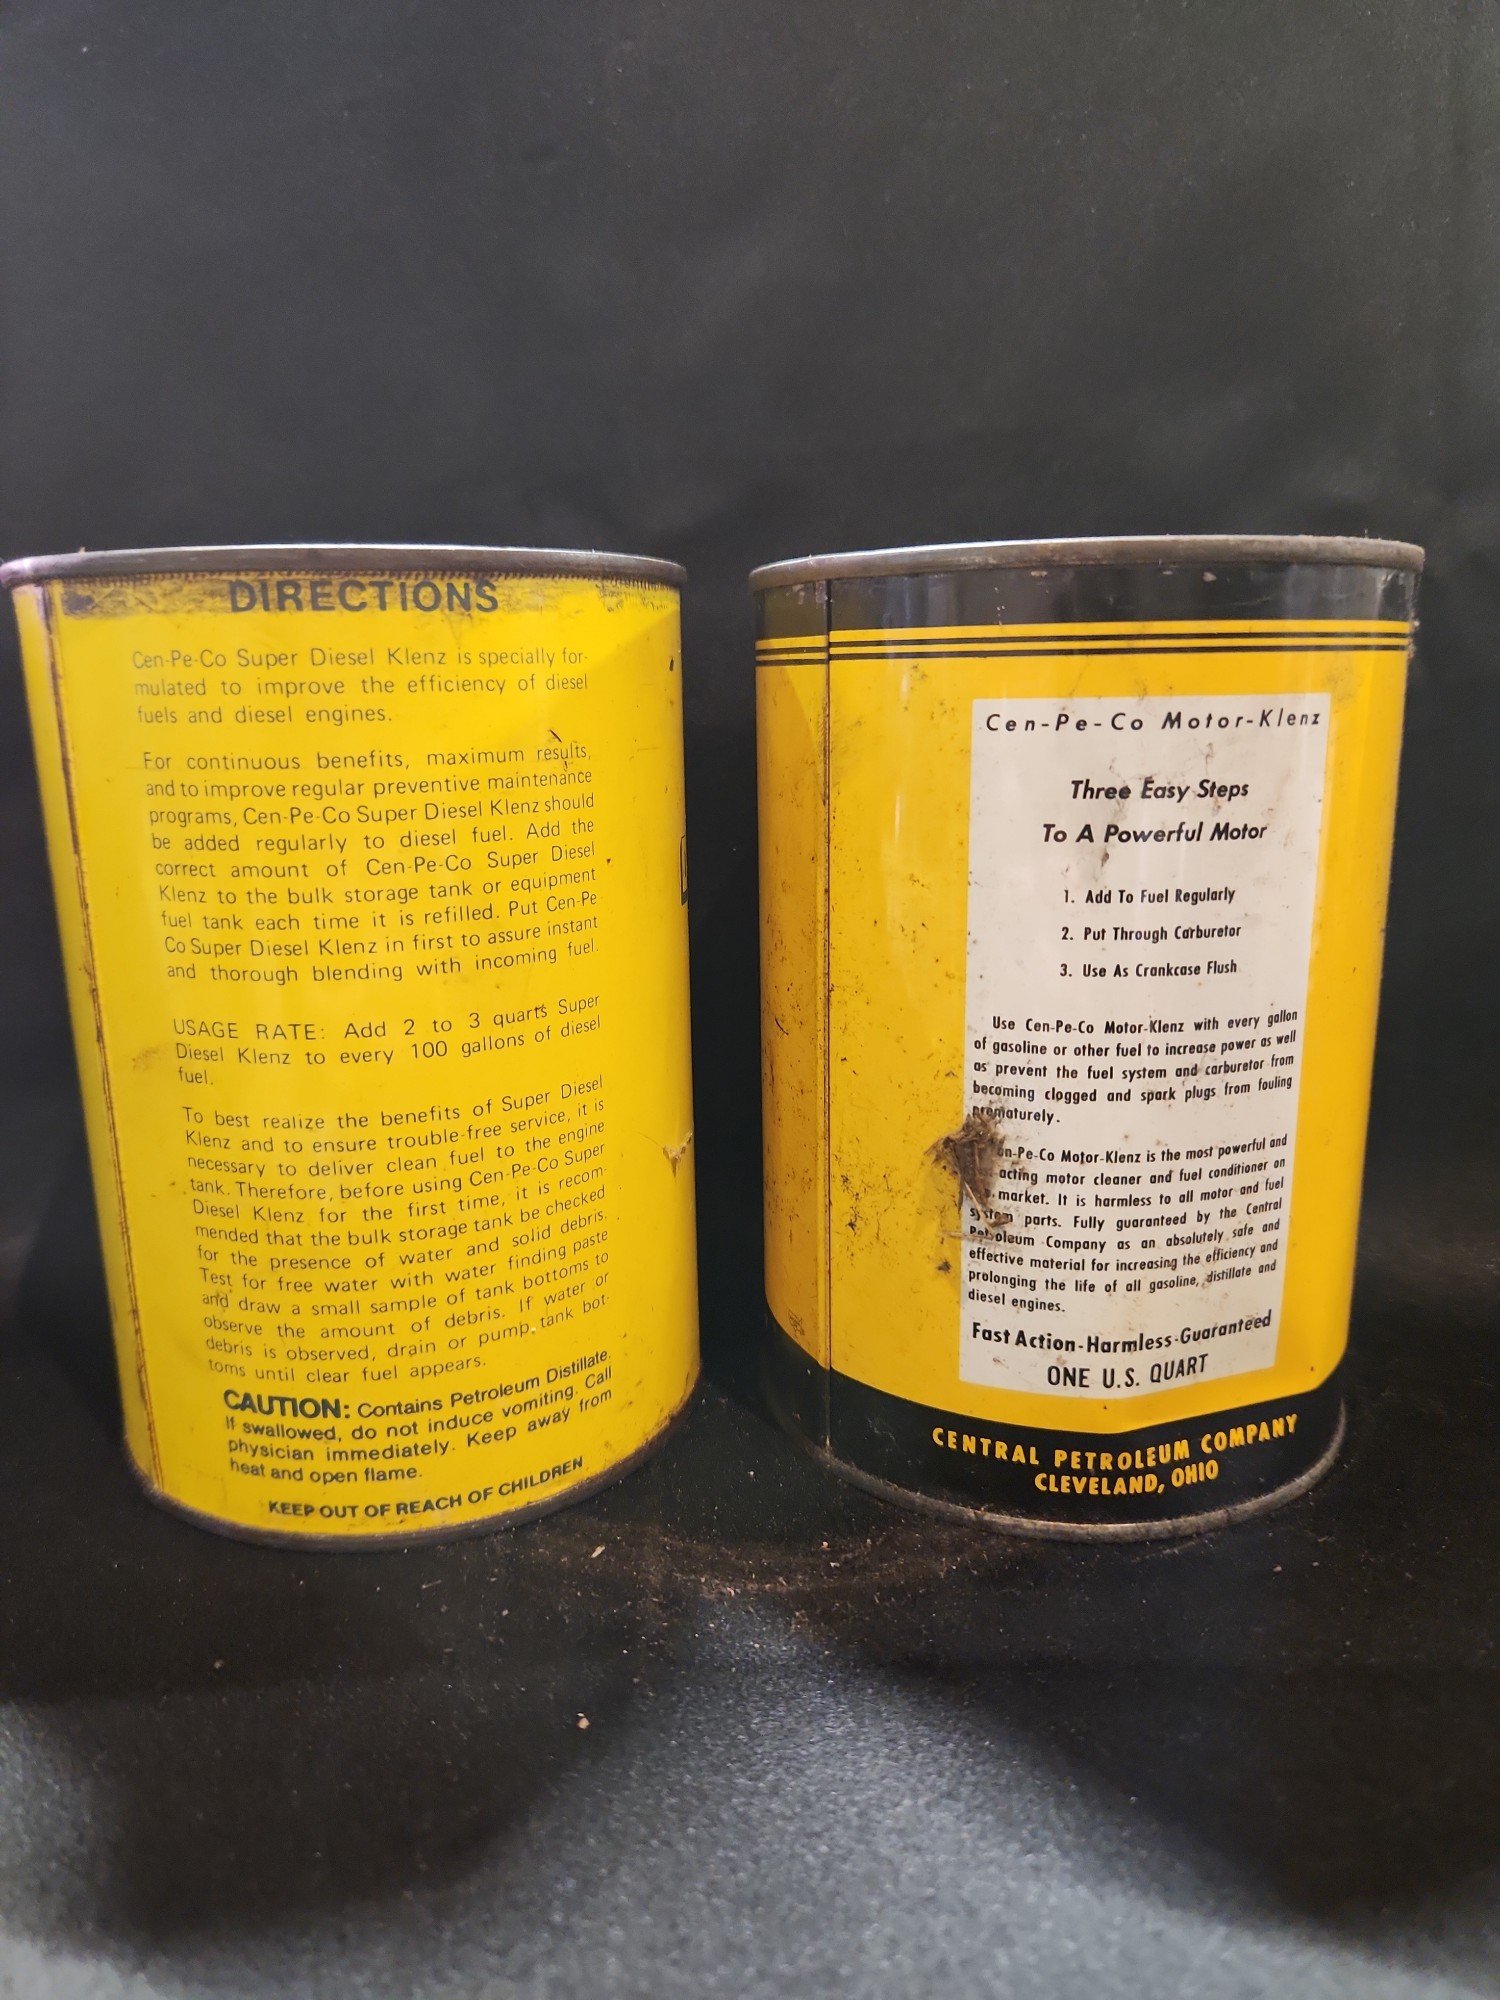 DIRECTIONS
Cen-Pe-Co Super Diesel Klenz is specially for-
mulated to improve the efficiency of diesel
fuels and diesel engines.
For continuous benefits, maximum results,
and to improve regular preventive maintenance
programs, Cen-Pe-Co Super Diesel Klenz should
be added regularly to diesel fuel. Add the
correct amount of Cen-Pe-Co Super Diesel
Klenz to the bulk storage tank or equipment
fuel tank each time it is refilled. Put Cen-Pe
Co Super Diesel Klenz in first to assure instant
and thorough blending with incoming fuel.
USAGE RATE: Add 2 to 3 quarts Super
Diesel Klenz to every 100 gallons of diesel
fuel.
To best realize the benefits of Super Diesel
Klenz and to ensure trouble-free service, it is
necessary to deliver clean fuel to the engine
tank. Therefore, before using Cen-Pe-Co Super
Diesel Klenz for the first time, it is recom-
mended that the bulk storage tank be checked
for the presence of water and solid debris.
Test for free water with water finding paste
and draw a small sample of tank bottoms to
observe the amount of debris. If water or
debris is observed, drain or pump tank bot-
toms until clear fuel appears.
CAUTION: Contains Petroleum Distillate.
If swallowed, do not induce vomiting. Call
physician immediately. Keep away from
heat and open flame.
KEEP OUT OF REACH OF CHILDREN
Cen-Pe-Co Motor-Klenz
Three Easy Steps
To A Powerful Motor
1. Add To Fuel Regularly
2. Put Through Carburetor
3. Use As Crankcase Flush
Use Cen-Pe-Co Motor-Klenz with every gallon
of gasoline or other fuel to increase power as well
as prevent the fuel system and carburetor from
becoming clogged and spark plugs from fouling
prematurely.
en-Pe-Co Motor-Klenz is the most powerful and
acting motor cleaner and fuel conditioner on
market. It is harmless to all motor and fuel
system parts. Fully guaranteed by the Central
Petroleum Company as an absolutely safe and
effective material for increasing the efficiency and
prolonging the life of all gasoline, distillate and
diesel engines.
Fast Action-Harmless-Guaranteed
ONE U.S. QUART
CENTRAL PETROLEUM COMPANY
CLEVELAND, OHIO